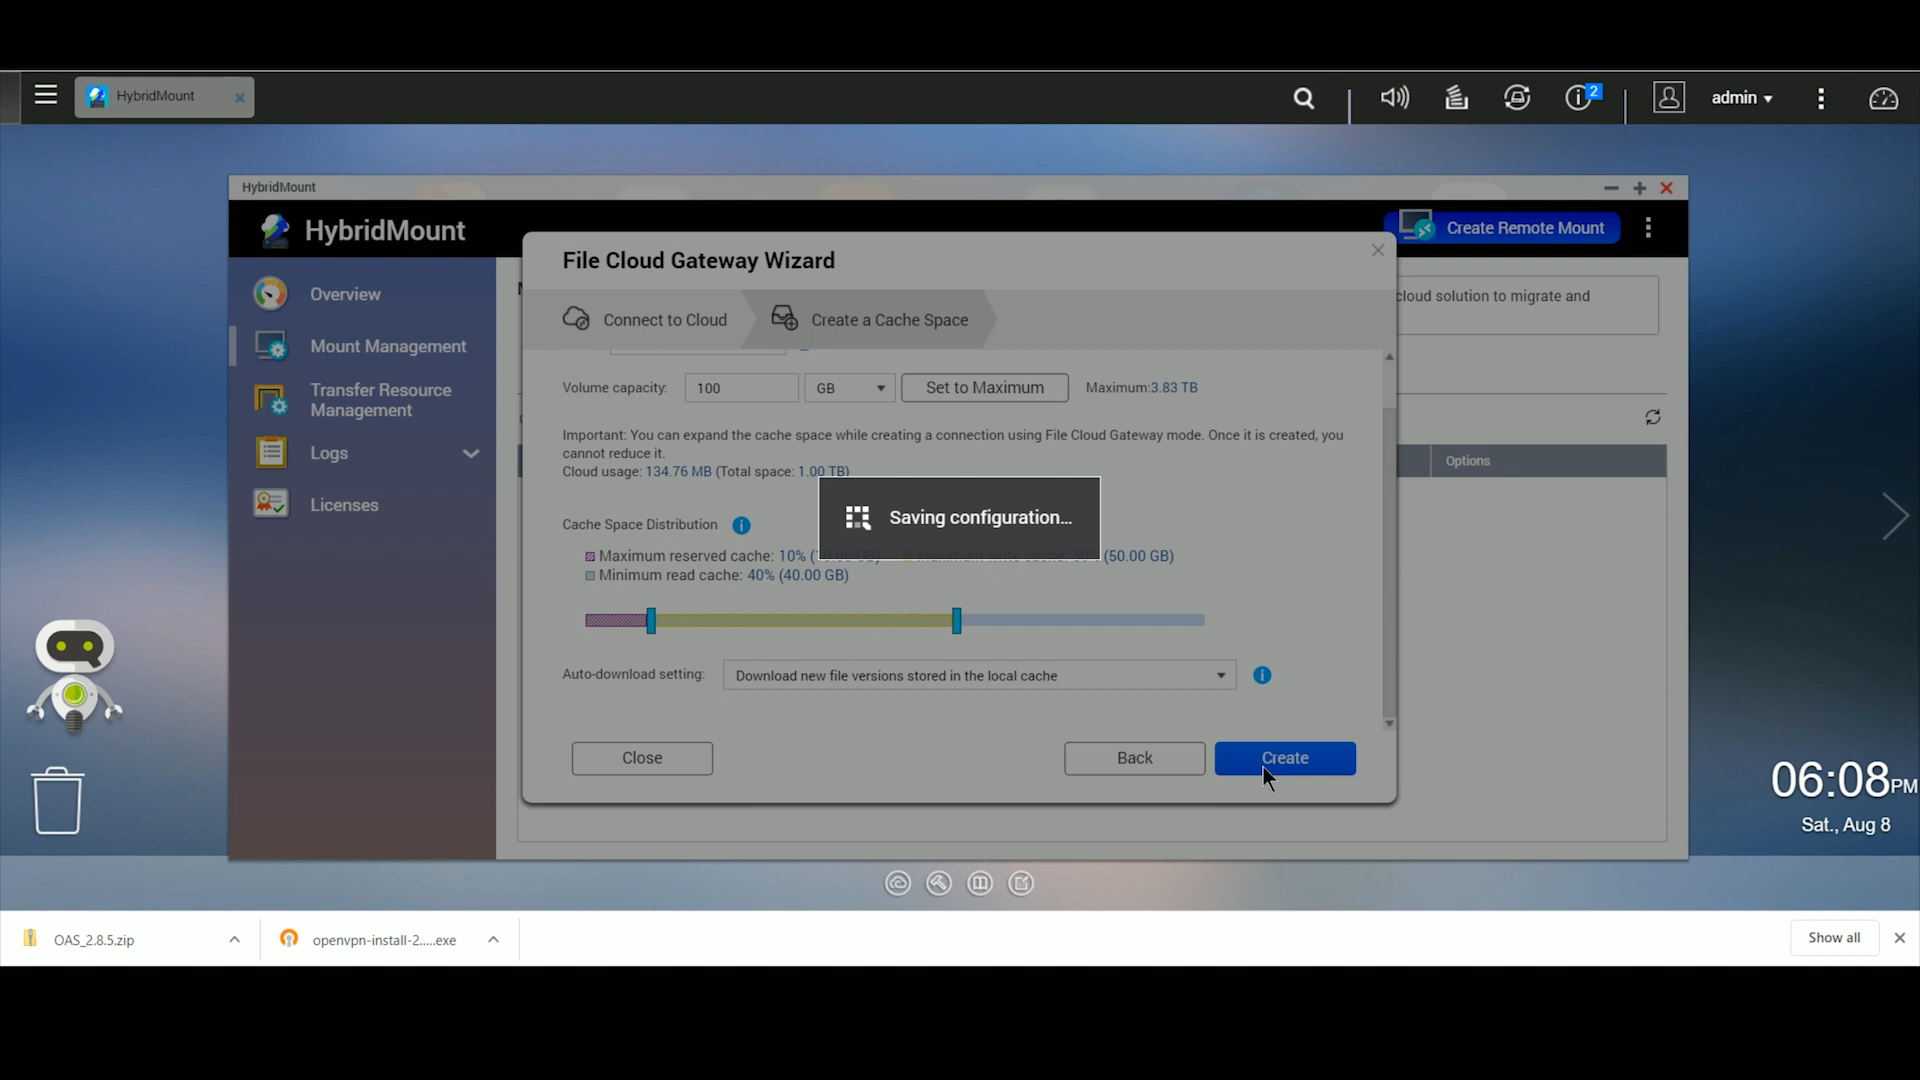 HybridMount
2
admin
HybridMount
HybridMount
Create Remote Mount
File Cloud Gateway Wizard
Overview
cloud solution to migrate and
Connect to Cloud
Create a Cache Space
Mount Management
Volume capacity:
100
GB
Set to Maximum
Maximum:3.83 TB
Transfer Resource
Management
Important: You can expand the cache space while creating a connection using File Cloud Gateway mode. Once it is created, you
cannot reduce it.
Logs
Options
Cloud usage: 134.76 MB (Total space: 1.00 TB)
Licenses
Saving configuration...
Cache Space Distribution
Maximum reserved cache: 10% (
(50.00 GB)
Minimum read cache: 40% (40.00 GB)
Auto-download setting:
Download new file versions stored in the local cache
Close
Back
Create
06:08PM
Sat., Aug 8
OAS_2.8.5.zip
openvpn-install-2.....exe
Show all